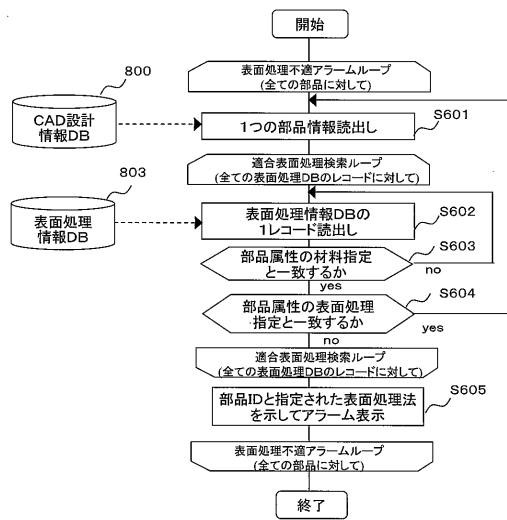 開始
表面処理不適アラームループ
(全ての部品に対して)
800
CAD設計
情報DB
1つの部品情報読出し
S601
適合表面処理検索ループ
(全ての表面処理DBのレコードに対して)
803
表面処理
情報DB
表面処理情報DBの
1レコード読出し
S602
部品属性の材料指定
と一致するか
S603
no
yes
部品属性の表面処理
指定と一致するか
S604
yes
no
適合表面処理検索ループ
(全ての表面処理DBのレコードに対して)
部品IDと指定された表面処理法
を示してアラーム表示
S605
表面処理不適アラームループ
(全ての部品に対して)
終了